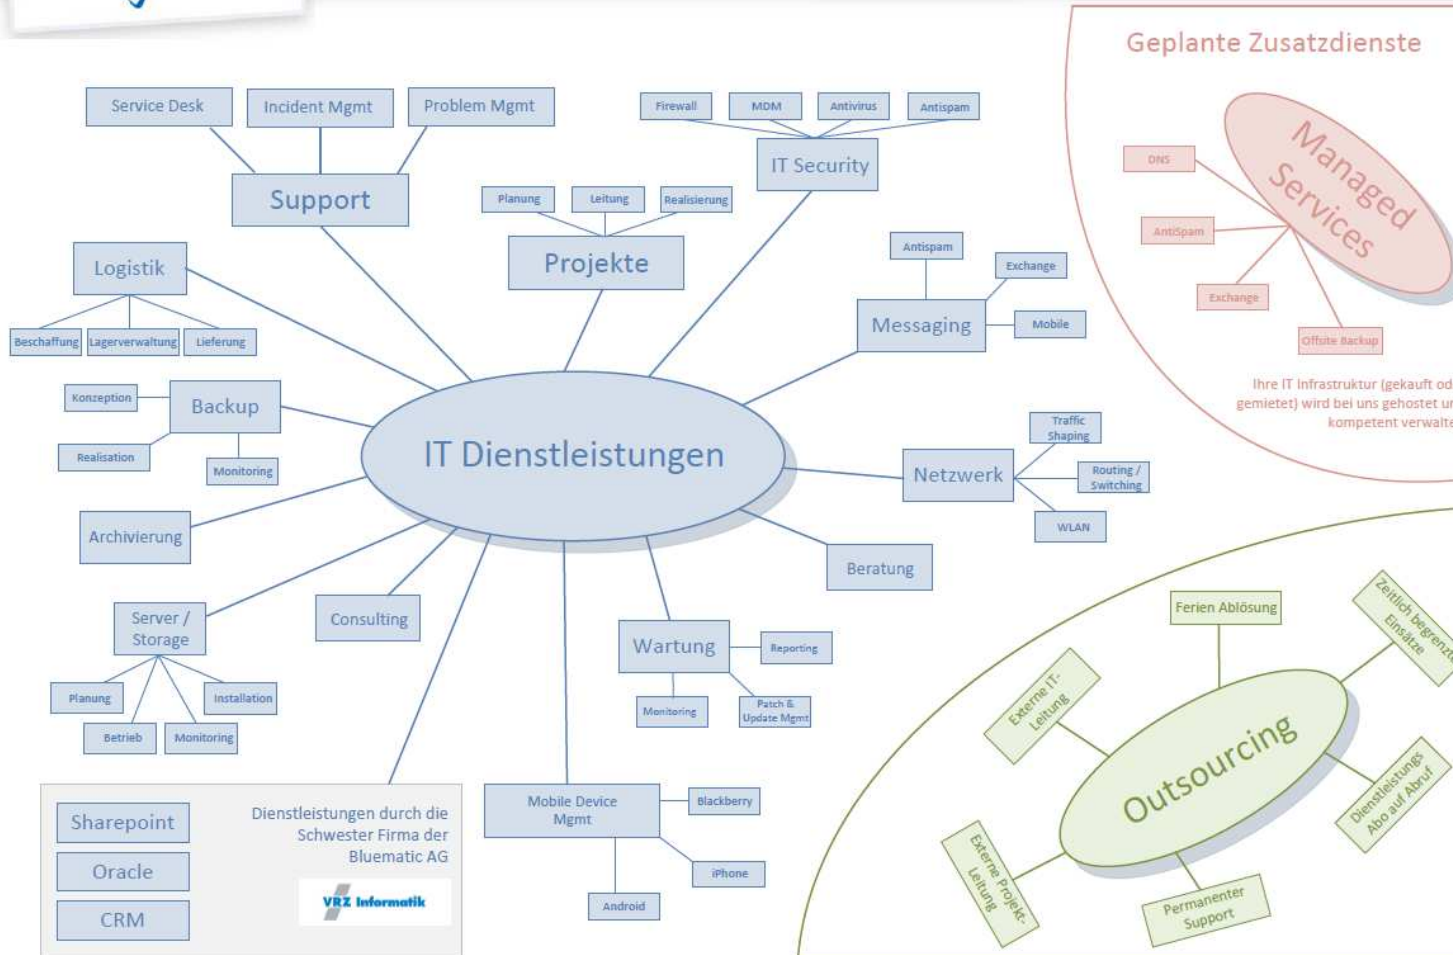 Geplante Zusatzdienste
Service Desk
Incident Mgmt
Problem Mgmt
Support
Firewall
MDM
Antivirus
Antispam
IT Security
Planung
Leitung
Realisierung
Projekte
Logistik
Beschaffung
Lagerverwaltung
Lieferung
Antispam
Exchange
Messaging
Mobile
Konzeption
Backup
Realisation
Monitoring
IT Dienstleistungen
Traffic
Shaping
Netzwerk
Routing /
Switching
WLAN
Archivierung
Beratung
Server /
Storage
Planung
Installation
Betrieb
Monitoring
Consulting
Wartung
Reporting
Monitoring
Patch &
Update Mgmt
Sharepoint
Oracle
CRM
Dienstleistungen durch die
Schwester Firma der
Bluematic AG
VRZ Informatik
Mobile Device
Mgmt
Blackberry
iPhone
Android
Managed
Services
DNS
AntiSpam
Exchange
Offsite Backup
Ihre IT Infrastruktur (gekauft
gemietet) wird bei uns gehostet
kompetent
Ferien Ablösung
Zeitlich
Einsätze
Externe IT-
Leitung
Outsourcing
Dienstleistungs
Abo auf Abruf
Externe Projekt-
Leitung
Permanenter
Support